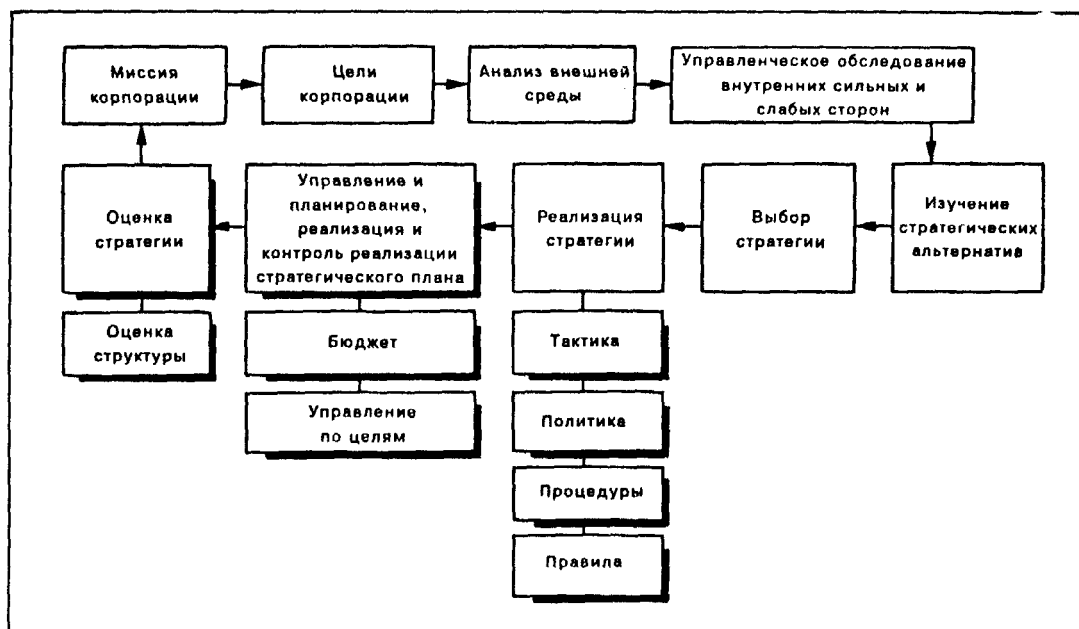 Миссия
корпорации
Цели
корпорации
Анализ внешней
среды
Управленческое обследование
внутренних сильных и
слабых сторон
Оценка
стратегии
Управление и
планирование,
реализация и
контроль реализации
стратегического плана
Реализация
стратегии
Выбор
стратегии
Изучение
стратегических
альтернатив
Оценка
структуры
Бюджет
Управление
по целям
Тактика
Политика
Процедуры
Правила